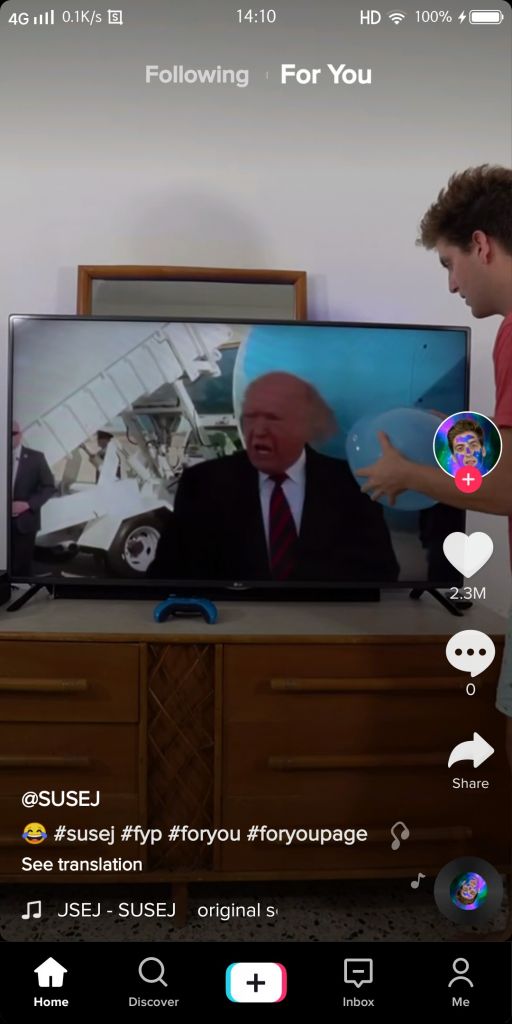 4G 0.1K/s 14:10 HD 100%
Following For You
LG
2.3M
0
Share
@SUSEJ
😂 #susej #fyp #foryou #foryoupage
See translation
JSEJ - SUSEJ original s
Home Discover Inbox Me